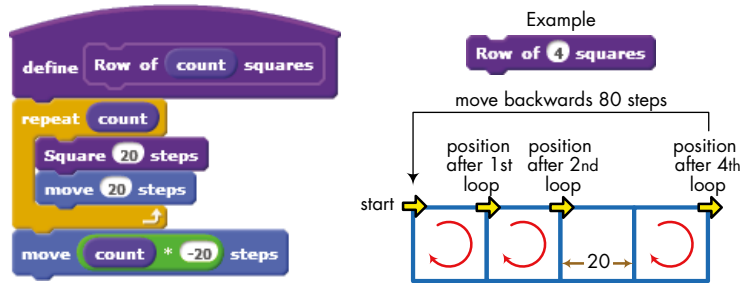 define Row of count squares
repeat count
Square 20 steps
move 20 steps
move count * -20 steps
Example
Row of 4 squares
move backwards 80 steps
position
after 1st
loop
position
after 2nd
loop
position
after 4th
loop
start
20